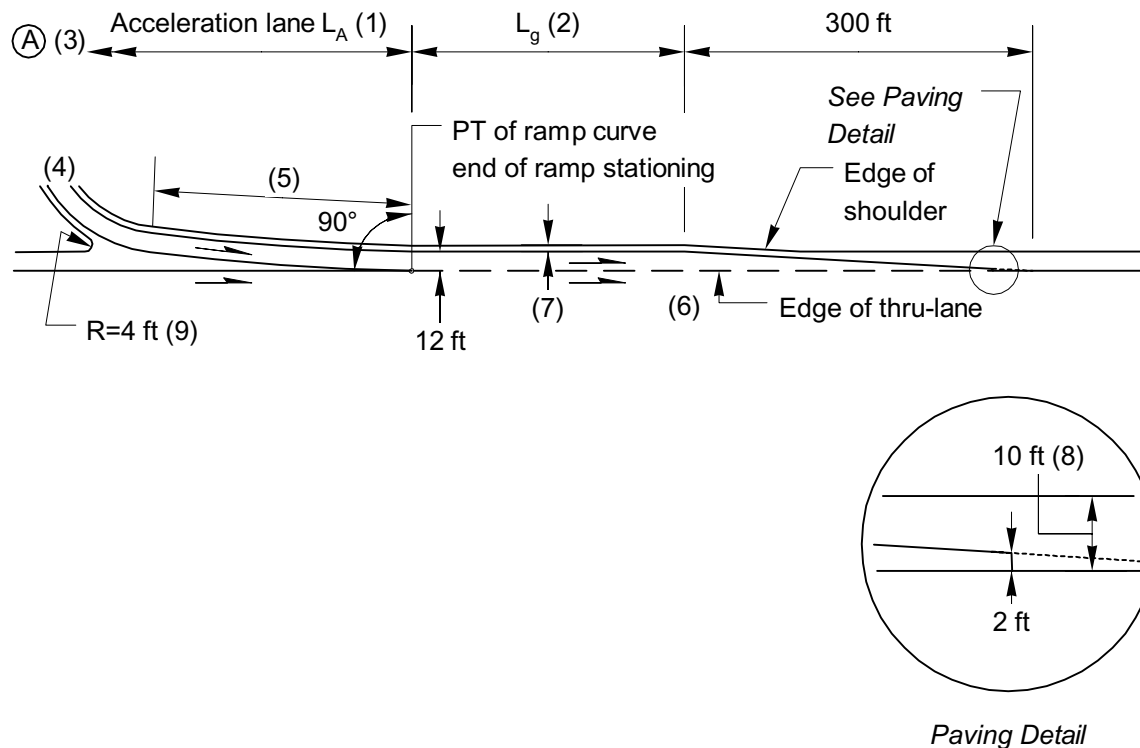 Acceleration lane L_A (1)
L_g (2)
300 ft
A (3)
See Paving
Detail
PT of ramp curve
end of ramp stationing
Edge of
shoulder
(4)
(5)
90°
(7)
(6)
Edge of thru-lane
R=4 ft (9)
12 ft
10 ft (8)
2 ft
Paving Detail